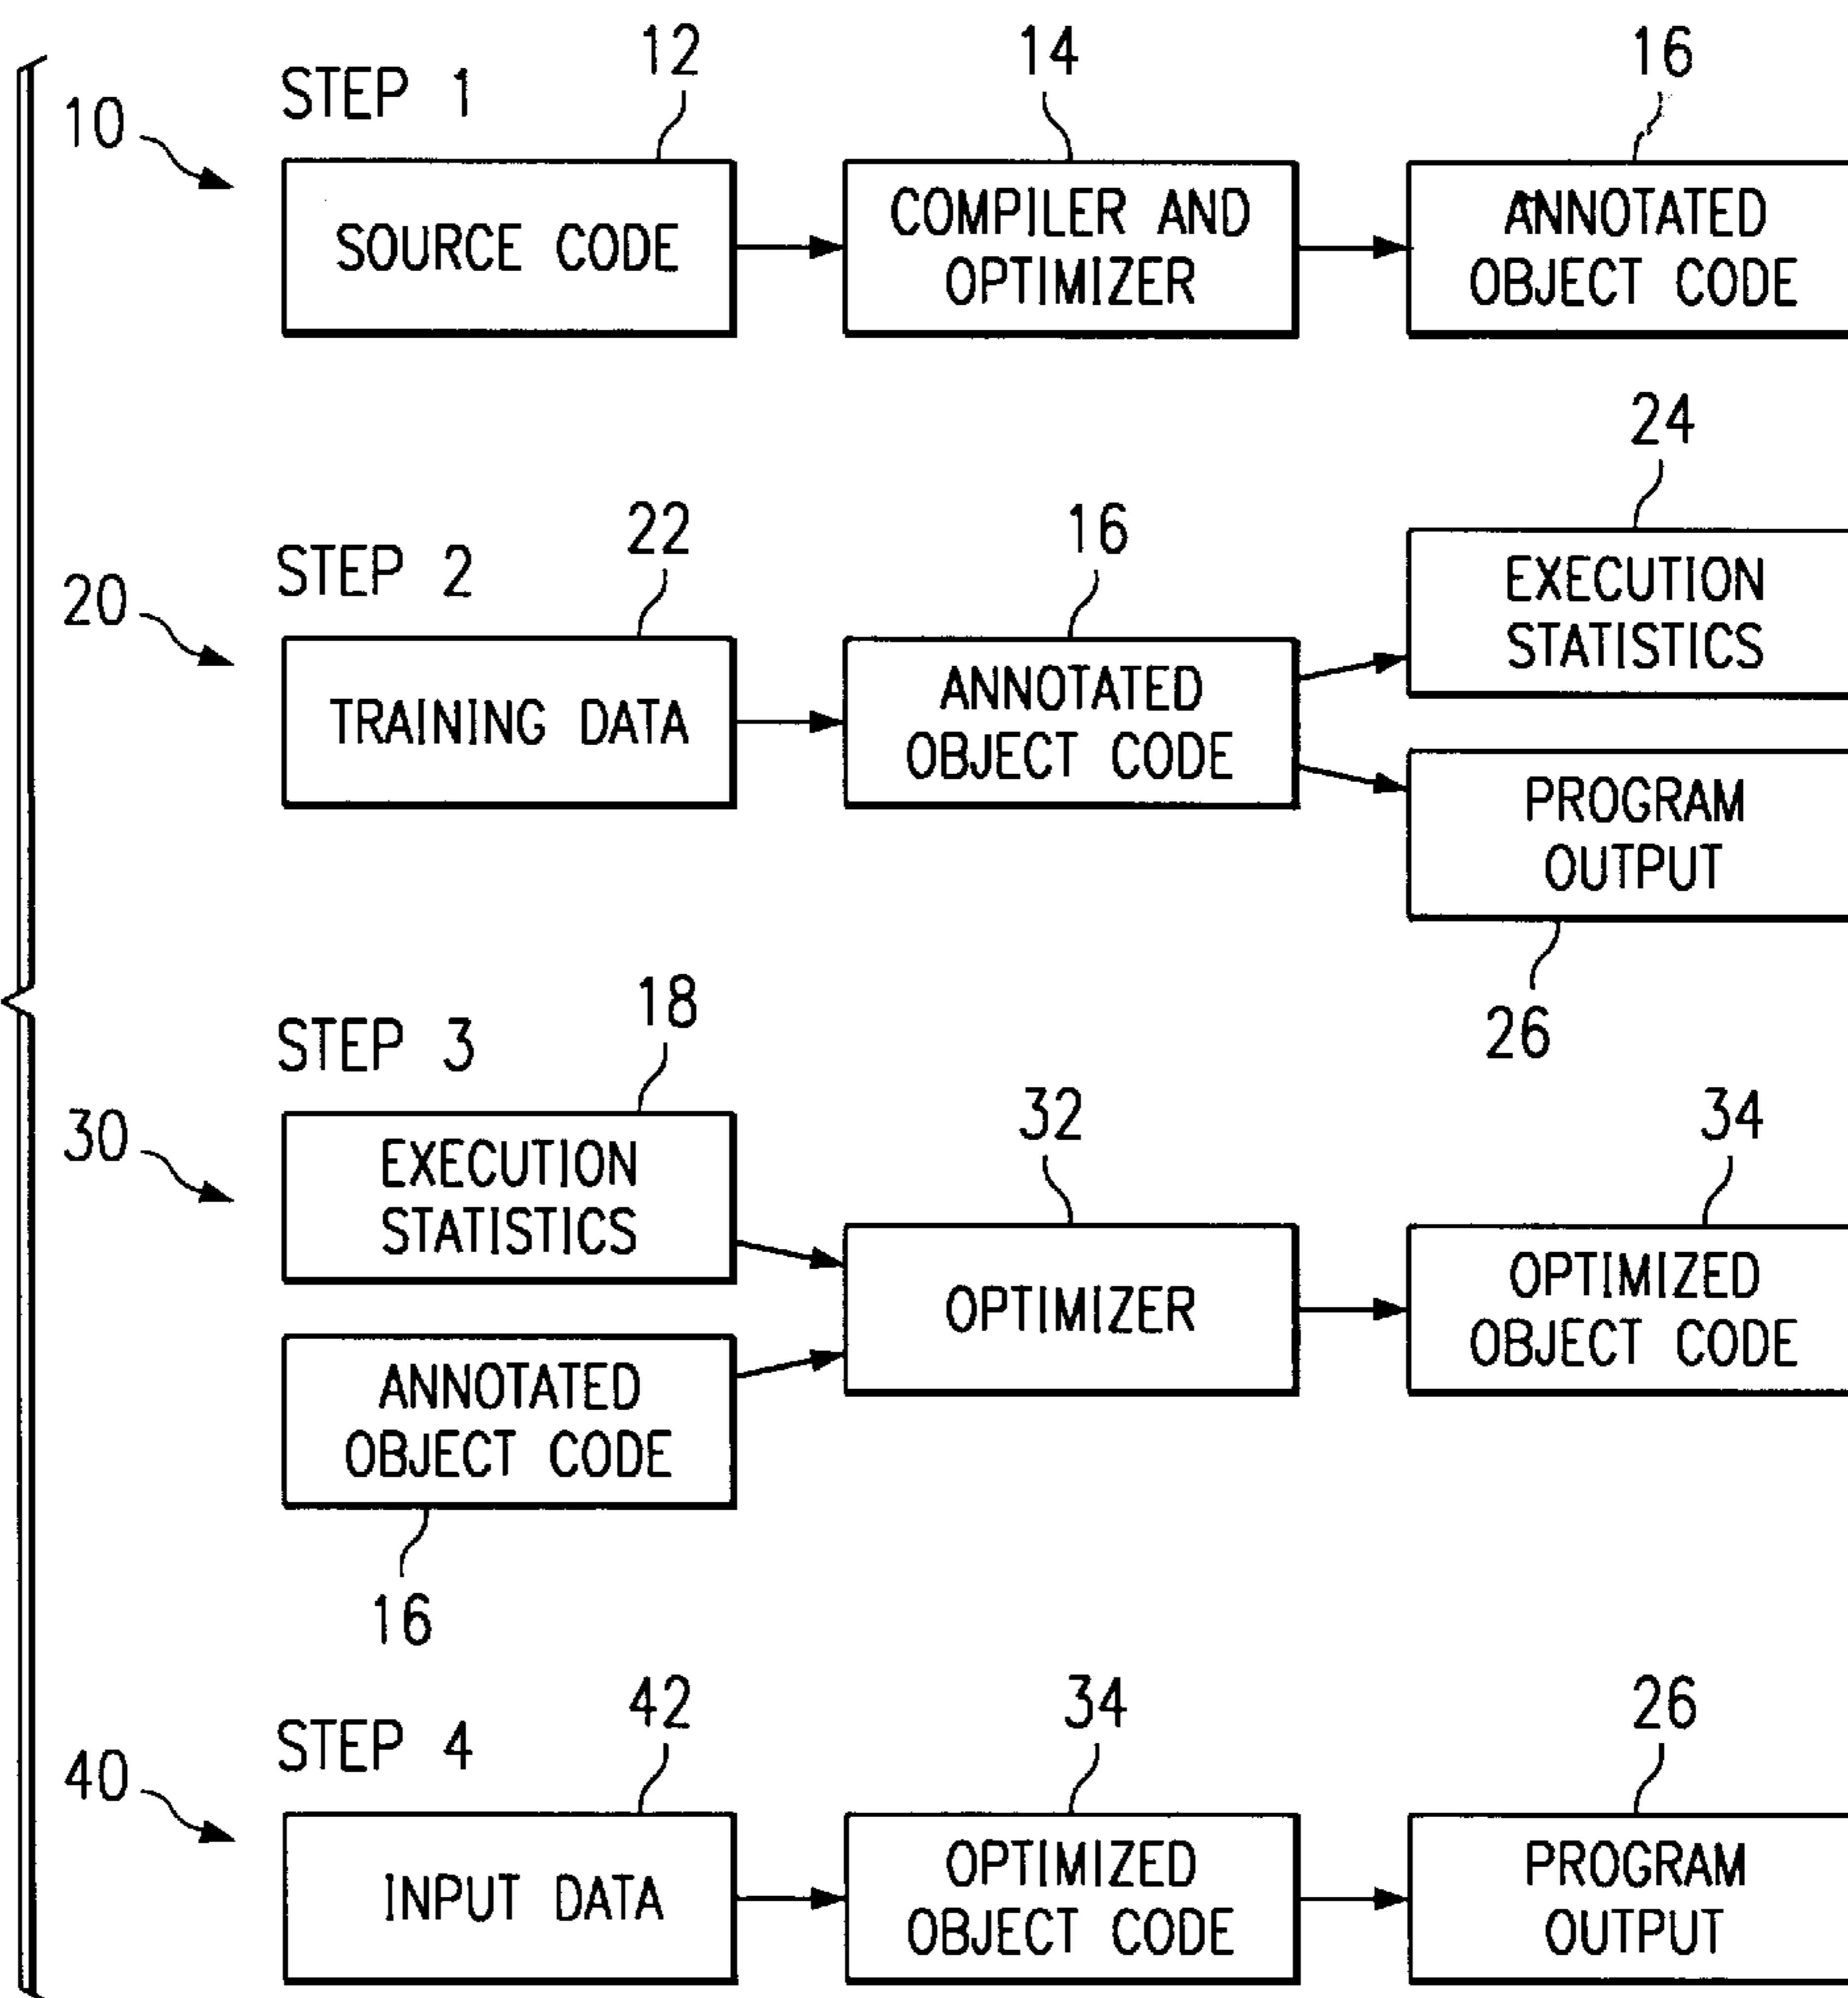 12
14
16
STEP 1
10
SOURCE CODE
COMPILER AND
OPTIMIZER
ANNOTATED
OBJECT CODE
24
22
16
STEP 2
20
EXECUTION
STATISTICS
TRAINING DATA
ANNOTATED
OBJECT CODE
PROGRAM
OUTPUT
26
18
STEP 3
32
34
30
EXECUTION
STATISTICS
OPTIMIZER
OPTIMIZED
OBJECT CODE
ANNOTATED
OBJECT CODE
16
42
34
26
STEP 4
40
INPUT DATA
OPTIMIZED
OBJECT CODE
PROGRAM
OUTPUT